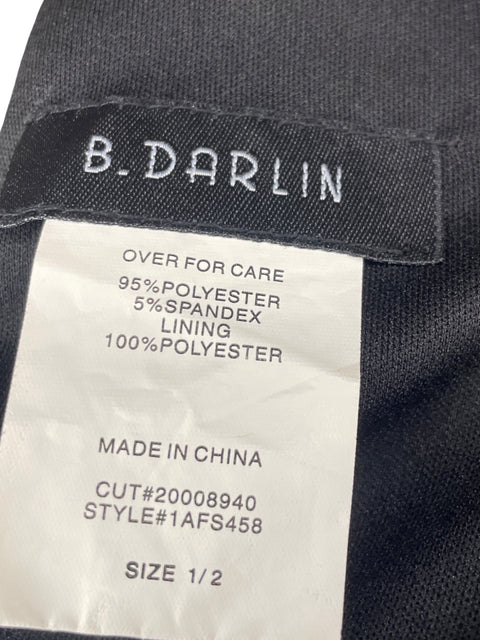 B. DARLIN
OVER FOR CARE
95%POLYESTER
5%SPANDEX
LINING
100%POLYESTER
MADE IN CHINA
CUT#20008940
STYLE#1AFS458
SIZE 1/2